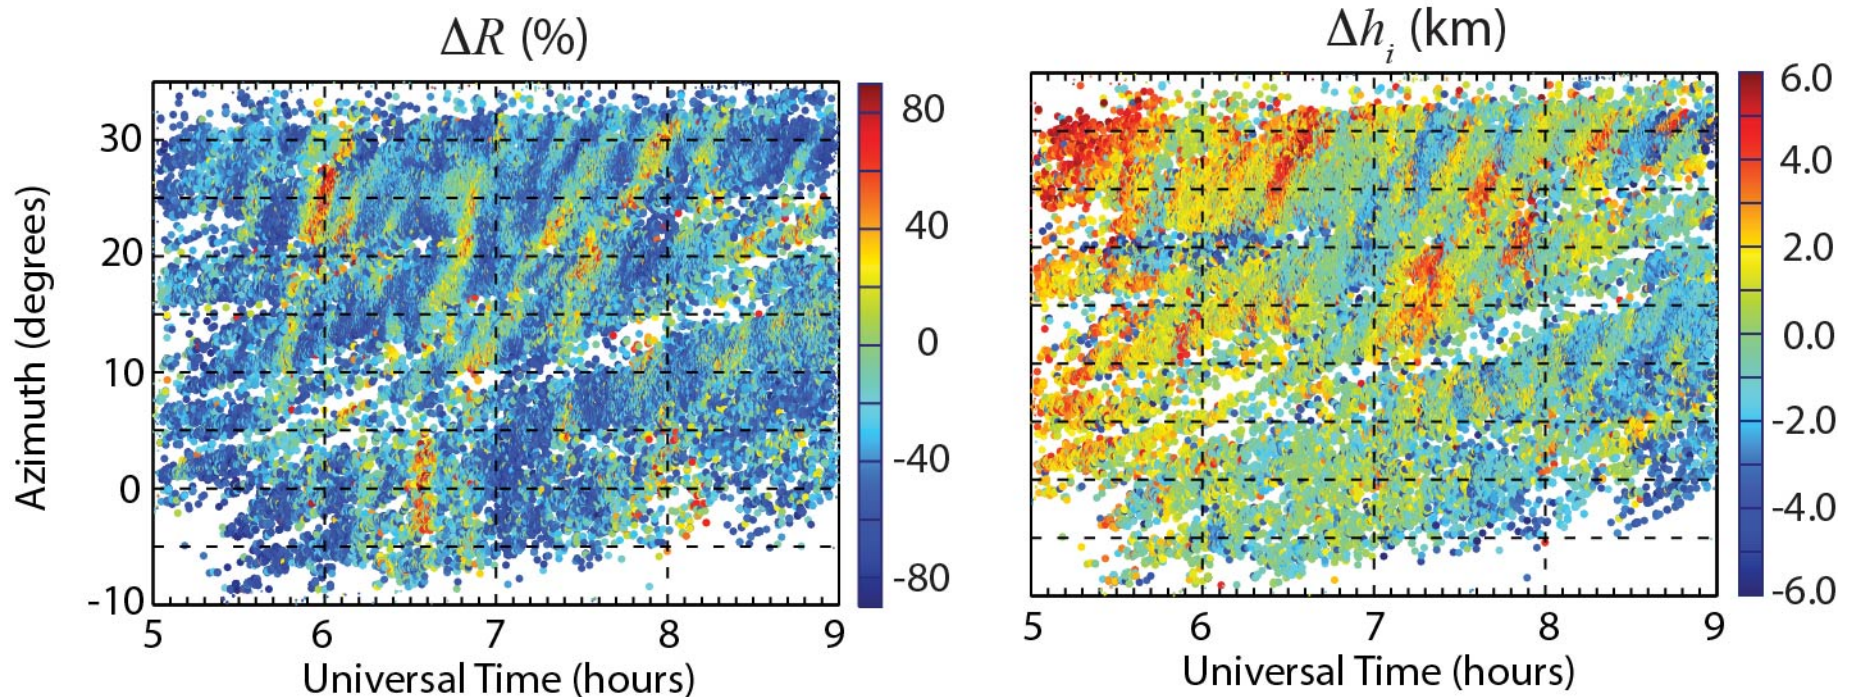 ΔR (%)
Azimuth (degrees)
30
20
10
0
-10
5 6 7 8 9
Universal Time (hours)
80
40
0
-40
-80
Δhᵢ (km)
5 6 7 8 9
Universal Time (hours)
6.0
4.0
2.0
0.0
-2.0
-4.0
-6.0